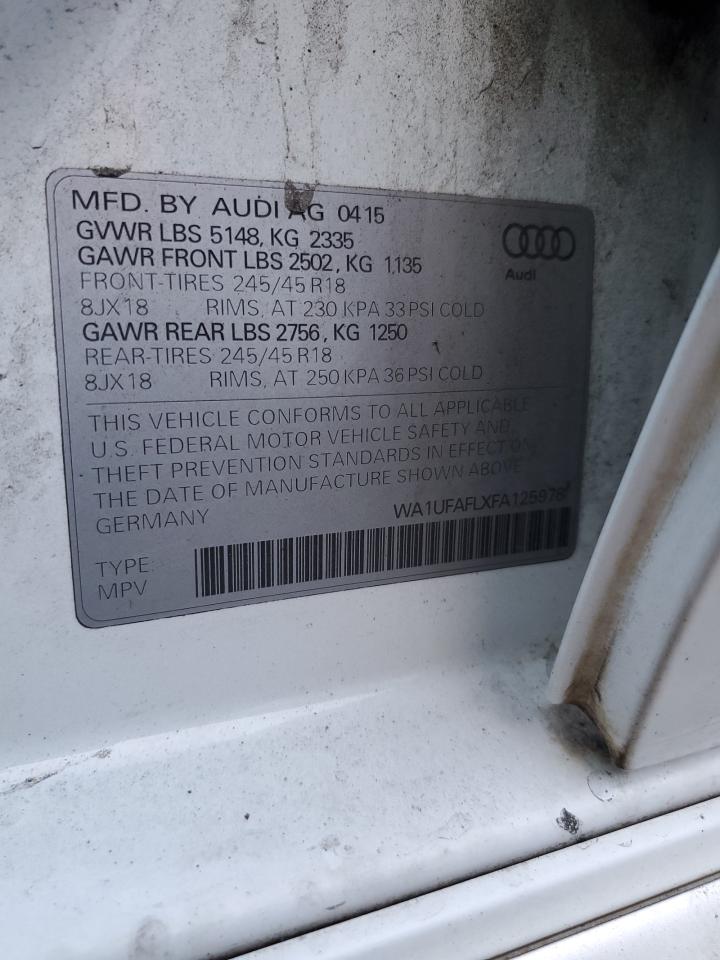 MFD. BY AUDI AG 0415
GVWR LBS 5148, KG 2335
GAWR FRONT LBS 2502, KG 1,135
FRONT-TIRES 245/45 R18
8JX18 RIMS, AT 230 KPA 33 PSI COLD
GAWR REAR LBS 2756, KG 1250
REAR-TIRES 245/45 R18
8JX18 RIMS, AT 250 KPA 36 PSI COLD
Audi
THIS VEHICLE CONFORMS TO ALL APPLICABLE
U.S. FEDERAL MOTOR VEHICLE SAFETY AND
THEFT PREVENTION STANDARDS IN EFFECT ON
THE DATE OF MANUFACTURE SHOWN ABOVE
GERMANY WA1UFAFLXFA125978
TYPE
MPV